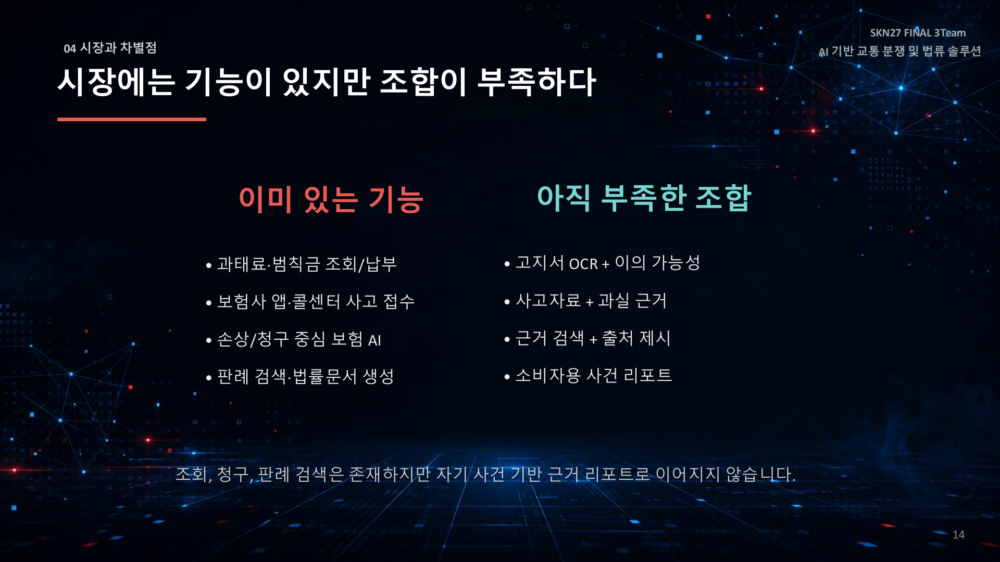 04 시장과 차별점
SKN27 FINAL 3Team
AI 기반 교통 분쟁 및 법류 솔루션
시장에는 기능이 있지만 조합이 부족하다
이미 있는 기능
• 과태료·범칙금 조회/납부
• 보험사 앱·콜센터 사고 접수
• 손상/청구 중심 보험 AI
• 판례 검색·법률문서 생성
아직 부족한 조합
• 고지서 OCR + 이의 가능성
• 사고자료 + 과실 근거
• 근거 검색 + 출처 제시
• 소비자용 사건 리포트
조회, 청구, 판례 검색은 존재하지만 자기 사건 기반 근거 리포트로 이어지지 않습니다.
14